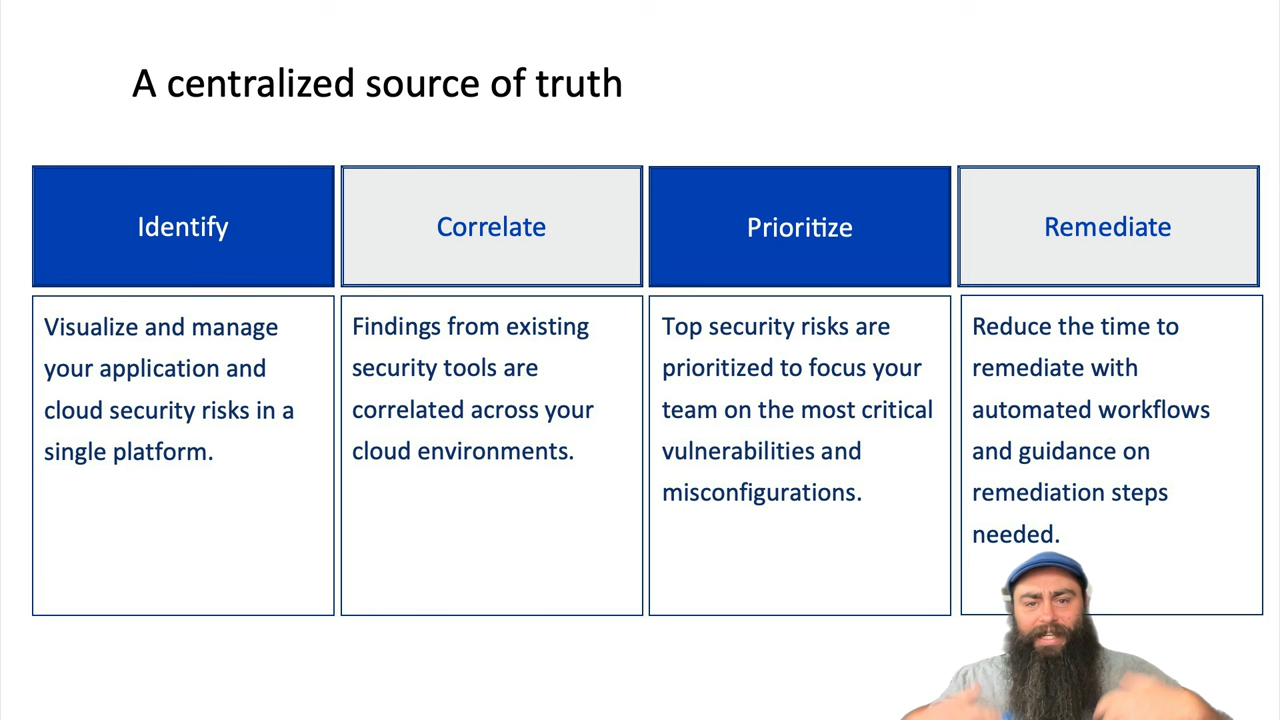 A centralized source of truth
Identify
Correlate
Prioritize
Remediate
Visualize and manage
your application and
cloud security risks in a
single platform.
Findings from existing
security tools are
correlated across your
cloud environments.
Top security risks are
prioritized to focus your
team on the most critical
vulnerabilities and
misconfigurations.
Reduce the time to
remediate with
automated workflows
and guidance on
remediation steps
needed.